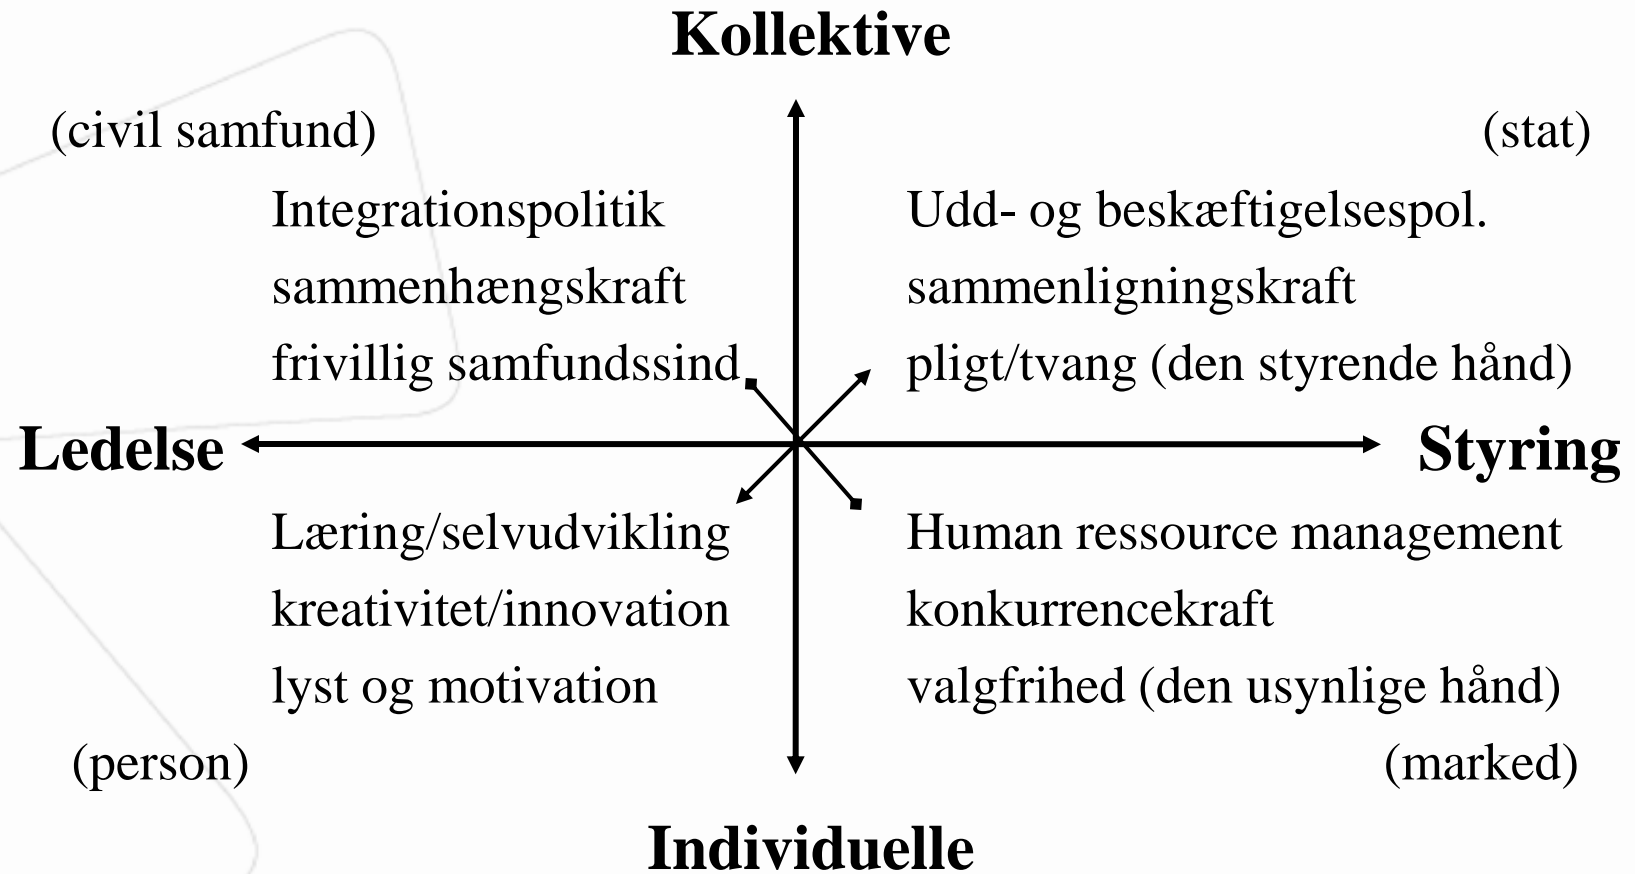 Kollektive
(civil samfund)
(stat)
Integrationspolitik
sammenhængskraft
frivillig samfundssind
Udd- og beskæftigelsespol.
sammenligningskraft
pligt/tvang (den styrende hånd)
Ledelse
Styring
Læring/selvudvikling
kreativitet/innovation
lyst og motivation
Human ressource management
konkurrencekraft
valgfrihed (den usynlige hånd)
(person)
(marked)
Individuelle